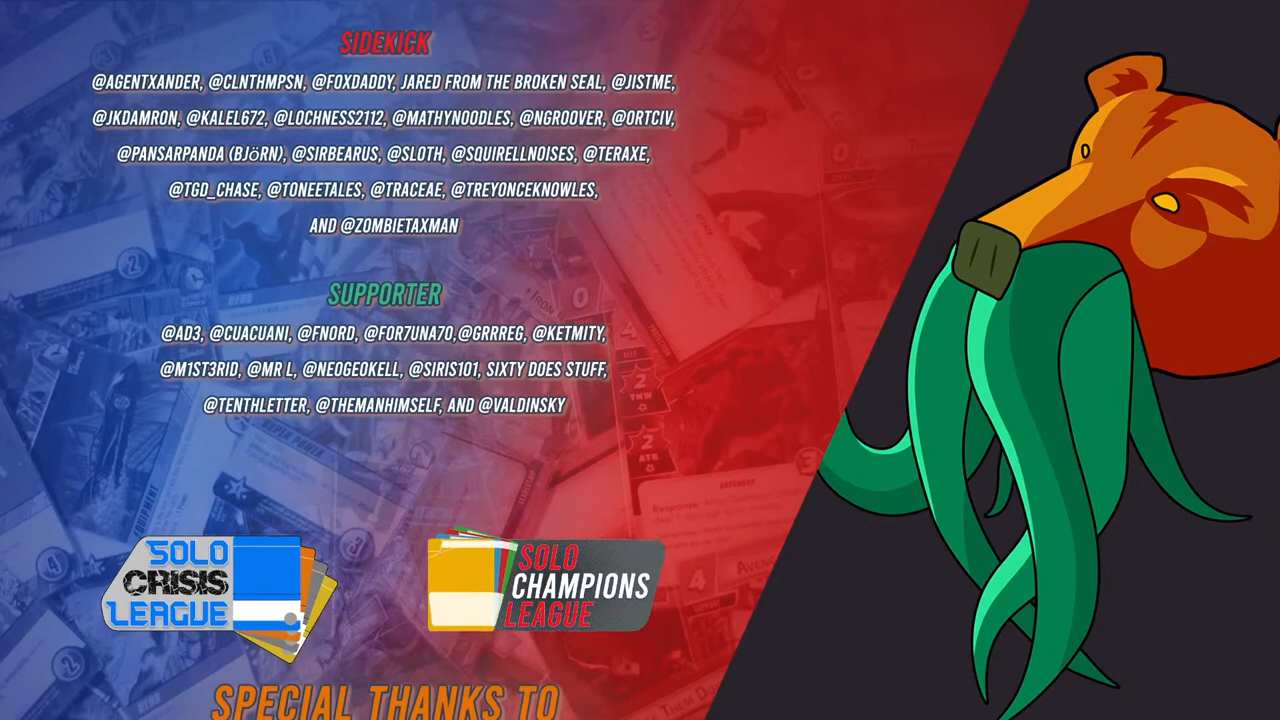 SIDEKICK
@AGENTXANDER, @CLNTHMPSN, @FOXDADDY, JARED FROM THE BROKEN SEAL, @JISTME,
@JKDAMRON, @KALEL672, @LOCHNESS2112, @MATHYNOODLES, @NGROOVER, @ORTCIV,
@PANSARPANDA (BJöRN), @SIRBEARUS, @SLOTH, @SQUIRELLNOISES, @TERAXE,
@TGD_CHASE, @TONEETALES, @TRACEAE, @TREYONCEKNOWLES,
AND @ZOMBIETAXMAN
SUPPORTER
@AD3, @CUACUANI, @FNORD, @FOR7UNA7O,@GRRREG, @KETMITY,
@M1ST3RID, @MR L, @NEOGEOKELL, @SIRIS101, SIXTY DOES STUFF,
@TENTHLETTER, @THEMANHIMSELF, AND @VALDINSKY
SOLO
CRISIS
LEAGUE
SOLO
CHAMPIONS
LEAGUE
SPECIAL THANKS TO